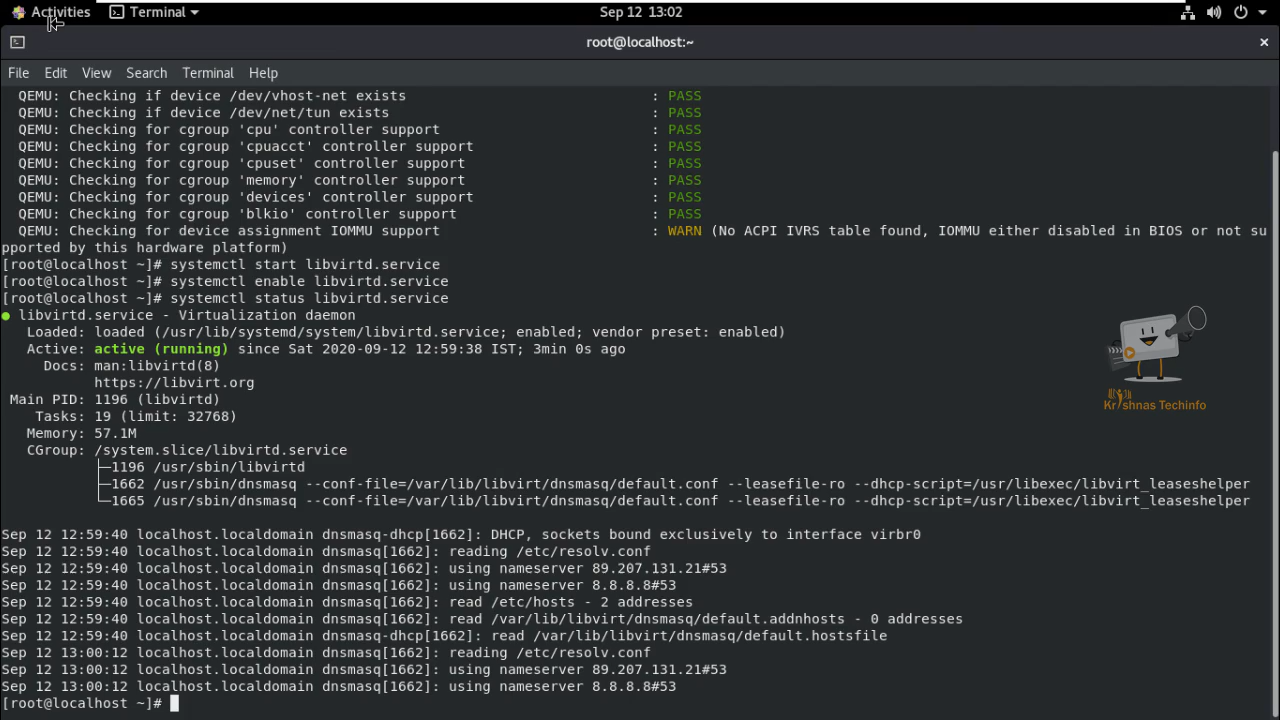 Activities
Terminal
Sep 12 13:02
root@localhost:~
File Edit View Search Terminal Help
QEMU: Checking if device /dev/vhost-net exists : PASS
QEMU: Checking if device /dev/net/tun exists : PASS
QEMU: Checking for cgroup 'cpu' controller support : PASS
QEMU: Checking for cgroup 'cpuacct' controller support : PASS
QEMU: Checking for cgroup 'cpuset' controller support : PASS
QEMU: Checking for cgroup 'memory' controller support : PASS
QEMU: Checking for cgroup 'devices' controller support : PASS
QEMU: Checking for cgroup 'blkio' controller support : PASS
QEMU: Checking for device assignment IOMMU support : WARN (No ACPI IVRS table found, IOMMU either disabled in BIOS or not su
pported by this hardware platform)
[root@localhost ~]# systemctl start libvirtd.service
[root@localhost ~]# systemctl enable libvirtd.service
[root@localhost ~]# systemctl status libvirtd.service
● libvirtd.service - Virtualization daemon
Loaded: loaded (/usr/lib/systemd/system/libvirtd.service; enabled; vendor preset: enabled)
Active: active (running) since Sat 2020-09-12 12:59:38 IST; 3min 0s ago
Docs: man:libvirtd(8)
https://libvirt.org
Main PID: 1196 (libvirtd)
Tasks: 19 (limit: 32768)
Memory: 57.1M
CGroup: /system.slice/libvirtd.service
├─1196 /usr/sbin/libvirtd
├─1662 /usr/sbin/dnsmasq --conf-file=/var/lib/libvirt/dnsmasq/default.conf --leasefile-ro --dhcp-script=/usr/libexec/libvirt_leaseshelper
└─1665 /usr/sbin/dnsmasq --conf-file=/var/lib/libvirt/dnsmasq/default.conf --leasefile-ro --dhcp-script=/usr/libexec/libvirt_leaseshelper
Sep 12 12:59:40 localhost.localdomain dnsmasq-dhcp[1662]: DHCP, sockets bound exclusively to interface virbr0
Sep 12 12:59:40 localhost.localdomain dnsmasq[1662]: reading /etc/resolv.conf
Sep 12 12:59:40 localhost.localdomain dnsmasq[1662]: using nameserver 89.207.131.21#53
Sep 12 12:59:40 localhost.localdomain dnsmasq[1662]: using nameserver 8.8.8.8#53
Sep 12 12:59:40 localhost.localdomain dnsmasq[1662]: read /etc/hosts - 2 addresses
Sep 12 12:59:40 localhost.localdomain dnsmasq[1662]: read /var/lib/libvirt/dnsmasq/default.addnhosts - 0 addresses
Sep 12 12:59:40 localhost.localdomain dnsmasq-dhcp[1662]: read /var/lib/libvirt/dnsmasq/default.hostsfile
Sep 12 13:00:12 localhost.localdomain dnsmasq[1662]: reading /etc/resolv.conf
Sep 12 13:00:12 localhost.localdomain dnsmasq[1662]: using nameserver 89.207.131.21#53
Sep 12 13:00:12 localhost.localdomain dnsmasq[1662]: using nameserver 8.8.8.8#53
[root@localhost ~]#
Krishnas Techinfo